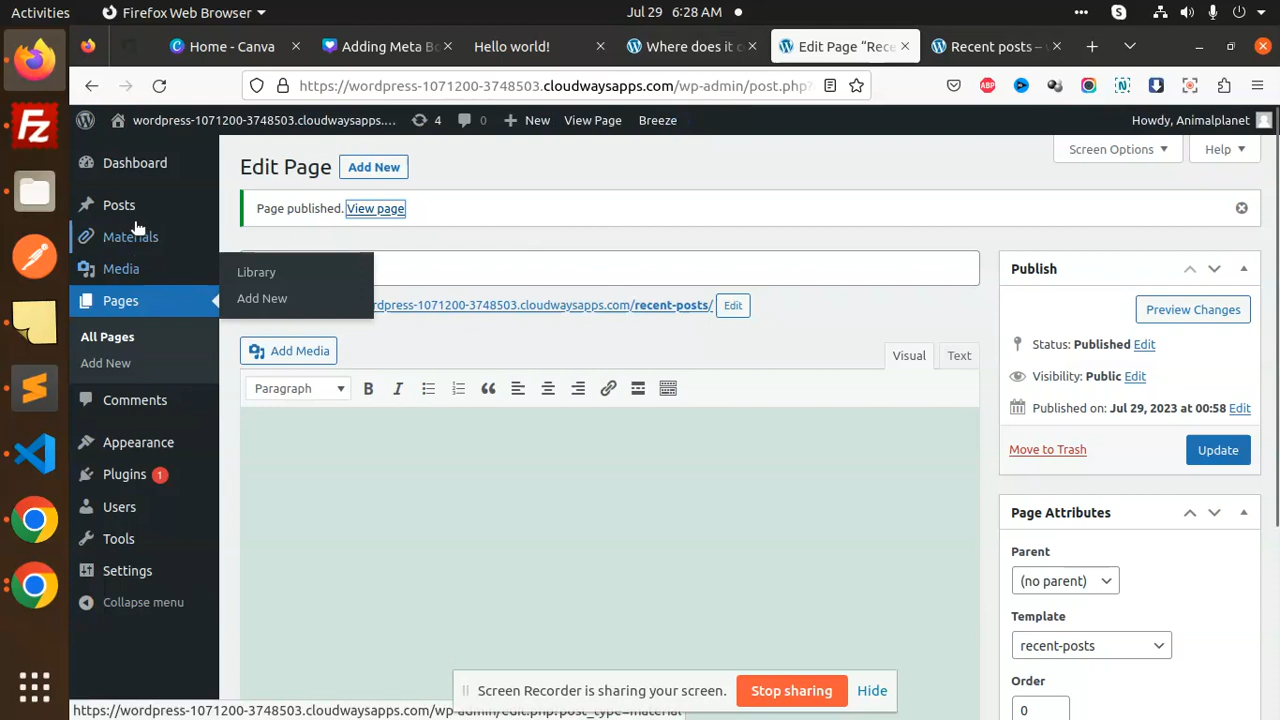 Activities
Firefox Web Browser
Jul 29 6:28 AM
Home - Canva
Adding Meta Bo
Hello world!
Where does it c
Edit Page “Rece
Recent posts –
https://wordpress-1071200-3748503.cloudwaysapps.com/wp-admin/post.php?
ABP
wordpress-1071200-3748503.cloudwaysapps....
4
0
New
View Page
Breeze
Howdy, Animalplanet
Dashboard
Posts
Materials
Media
Pages
All Pages
Add New
Comments
Appearance
Plugins 1
Users
Tools
Settings
Collapse menu
Library
Add New
Edit Page
Add New
Screen Options
Help
Page published. View page
rdpress-1071200-3748503.cloudwaysapps.com/recent-posts/
Edit
Add Media
Visual
Text
Paragraph
B
I
Publish
Preview Changes
Status: Published Edit
Visibility: Public Edit
Published on: Jul 29, 2023 at 00:58 Edit
Move to Trash
Update
Page Attributes
Parent
(no parent)
Template
recent-posts
Order
0
Screen Recorder is sharing your screen.
Stop sharing
Hide
https://wordpress-1071200-3748503.cloudwaysapps.com/wp-admin/edit.php?post_type=material